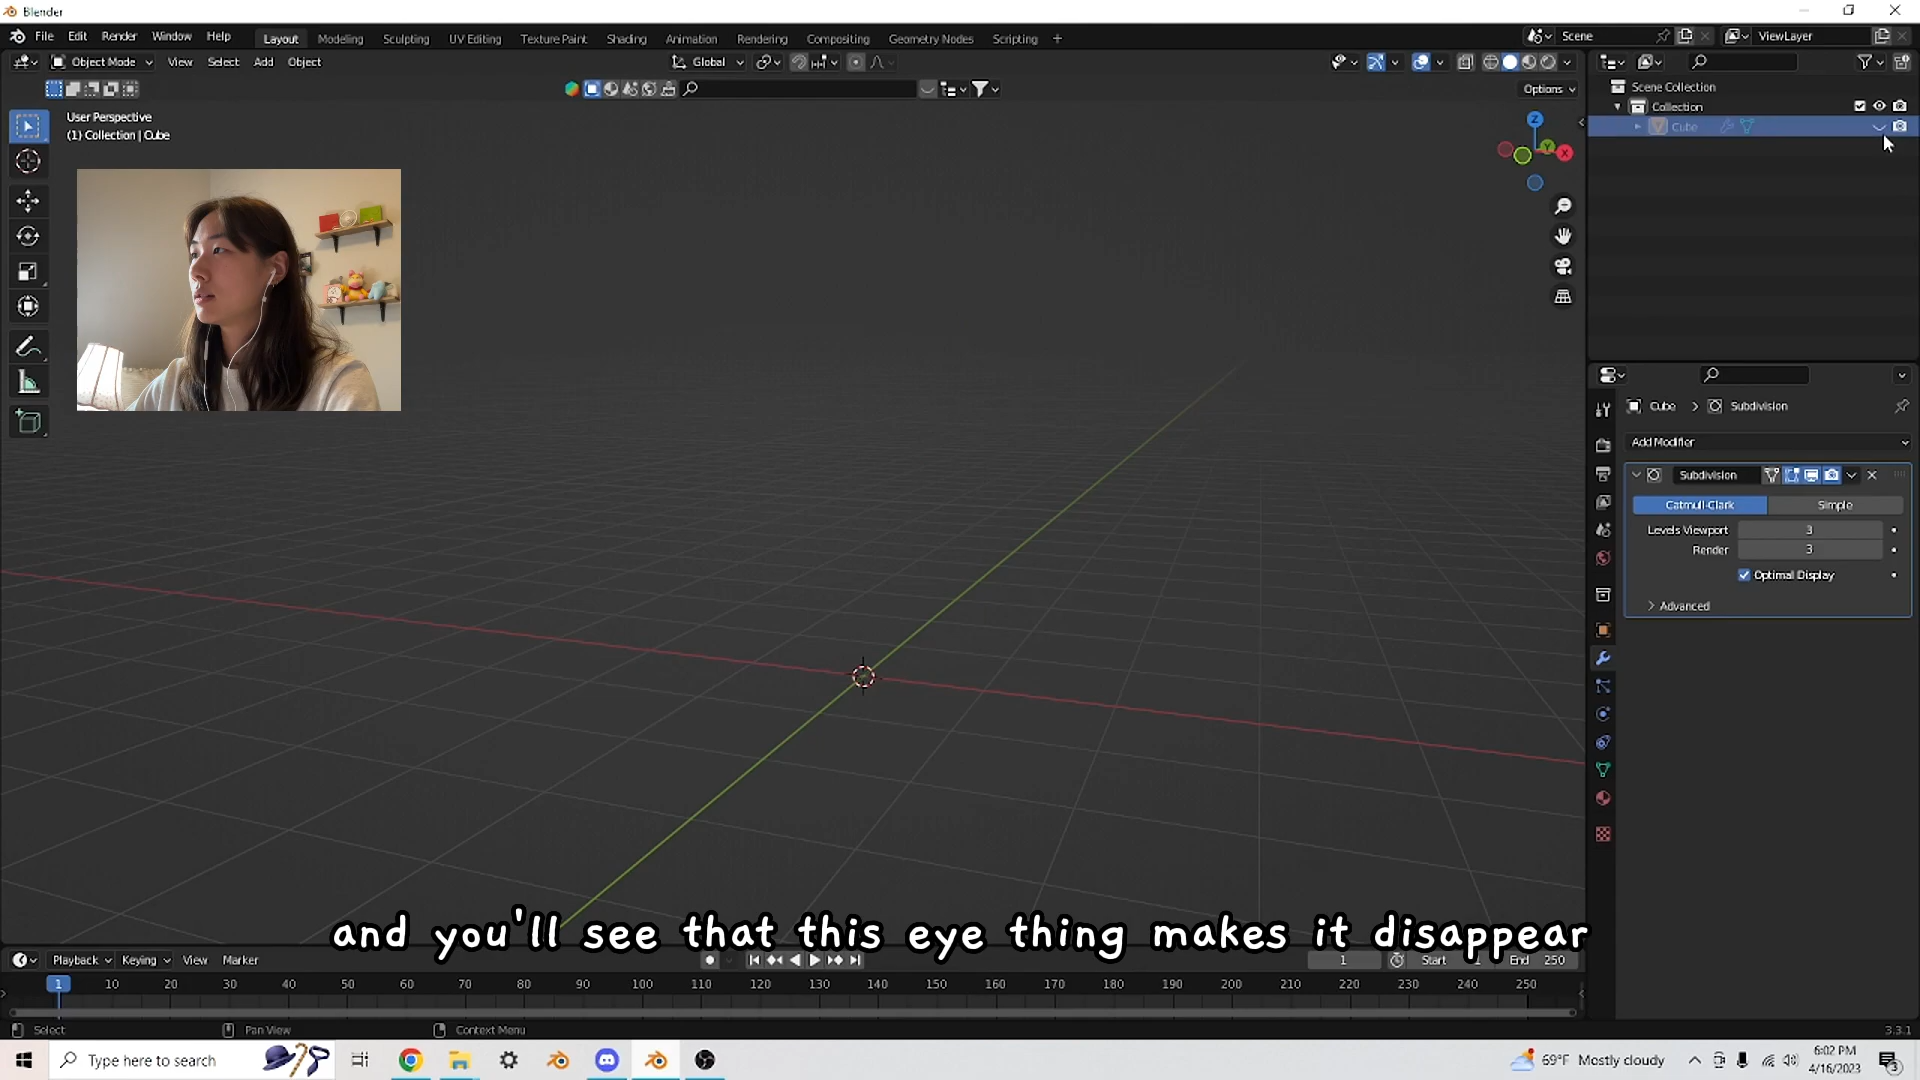 Blender
File Edit Render Window Help Layout Modeling Sculpting UV Editing Texture Paint Shading Animation Rendering Compositing Geometry Nodes Scripting + Scene ViewLayer
Object Mode View Select Add Object Global
Options
User Perspective
(1) Collection | Cube
Z
Y
X
Scene Collection
Collection
Cube
Cube > Subdivision
Add Modifier
Subdivision
Catmull-Clark Simple
Levels Viewport 3
Render 3
Optimal Display
> Advanced
and you'll see that this eye thing makes it disappear
Playback Keying View Marker 1 Start 1 End 250
1 10 20 30 40 50 60 70 80 90 100 110 120 130 140 150 160 170 180 190 200 210 220 230 240 250
Select Pan View Context Menu 3.3.1
Type here to search 69°F Mostly cloudy 6:02 PM
4/16/2023
3